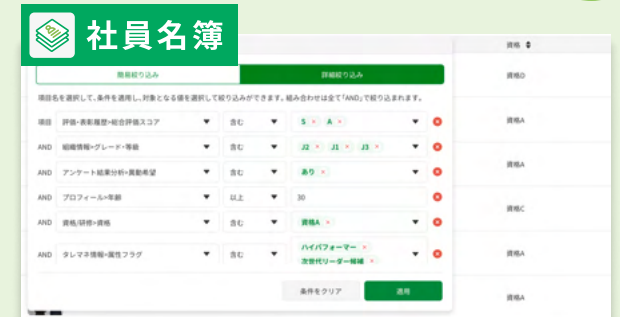 社員名簿
資格
簡易絞り込み 詳細絞り込み
資格D
項目名を選択して、条件を適用し、対象となる値を選択して絞り込みができます。組み合わせは全て「AND」で絞り込まれます。
項目 評価・表彰履歴>総合評価スコア 含む S × A ×
資格A
AND 組織情報>グレード・等級 含む J2 × J1 × J3 ×
AND アンケート結果分析>異動希望 含む あり ×
資格A
AND プロフィール>年齢 以上 30
資格C
AND 資格/研修>資格 含む 資格A ×
AND タレマネ情報>属性フラグ 含む ハイパフォーマー ×
次世代リーダー候補 ×
資格A
条件をクリア 適用
資格A